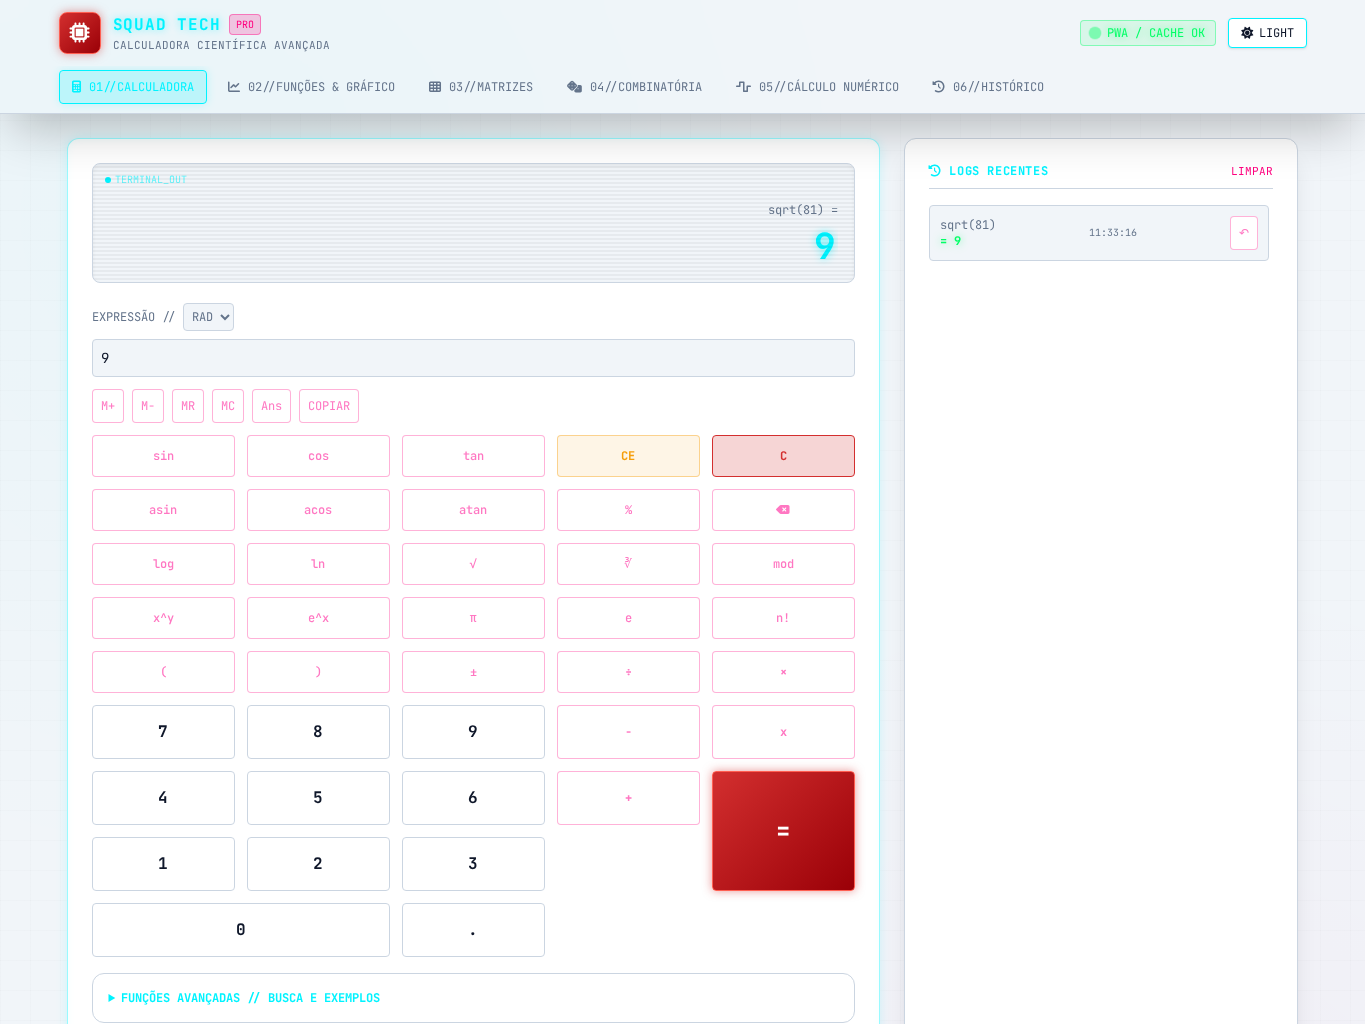 SQUAD TECH PRO
CALCULADORA CIENTÍFICA AVANÇADA
PWA / CACHE OK
LIGHT
01//CALCULADORA
02//FUNÇÕES & GRÁFICO
03//MATRIZES
04//COMBINATÓRIA
05//CÁLCULO NUMÉRICO
06//HISTÓRICO
TERMINAL_OUT
sqrt(81) =
9
EXPRESSÃO // RAD
9
M+ M- MR MC Ans COPIAR
sin cos tan CE C
asin acos atan %
log ln √ ∛ mod
x^y e^x π e n!
( ) ± ÷ ×
7 8 9 - x
4 5 6 + =
1 2 3
0 .
FUNÇÕES AVANÇADAS // BUSCA E EXEMPLOS
LOGS RECENTES
LIMPAR
sqrt(81)
= 9
11:33:16
↶